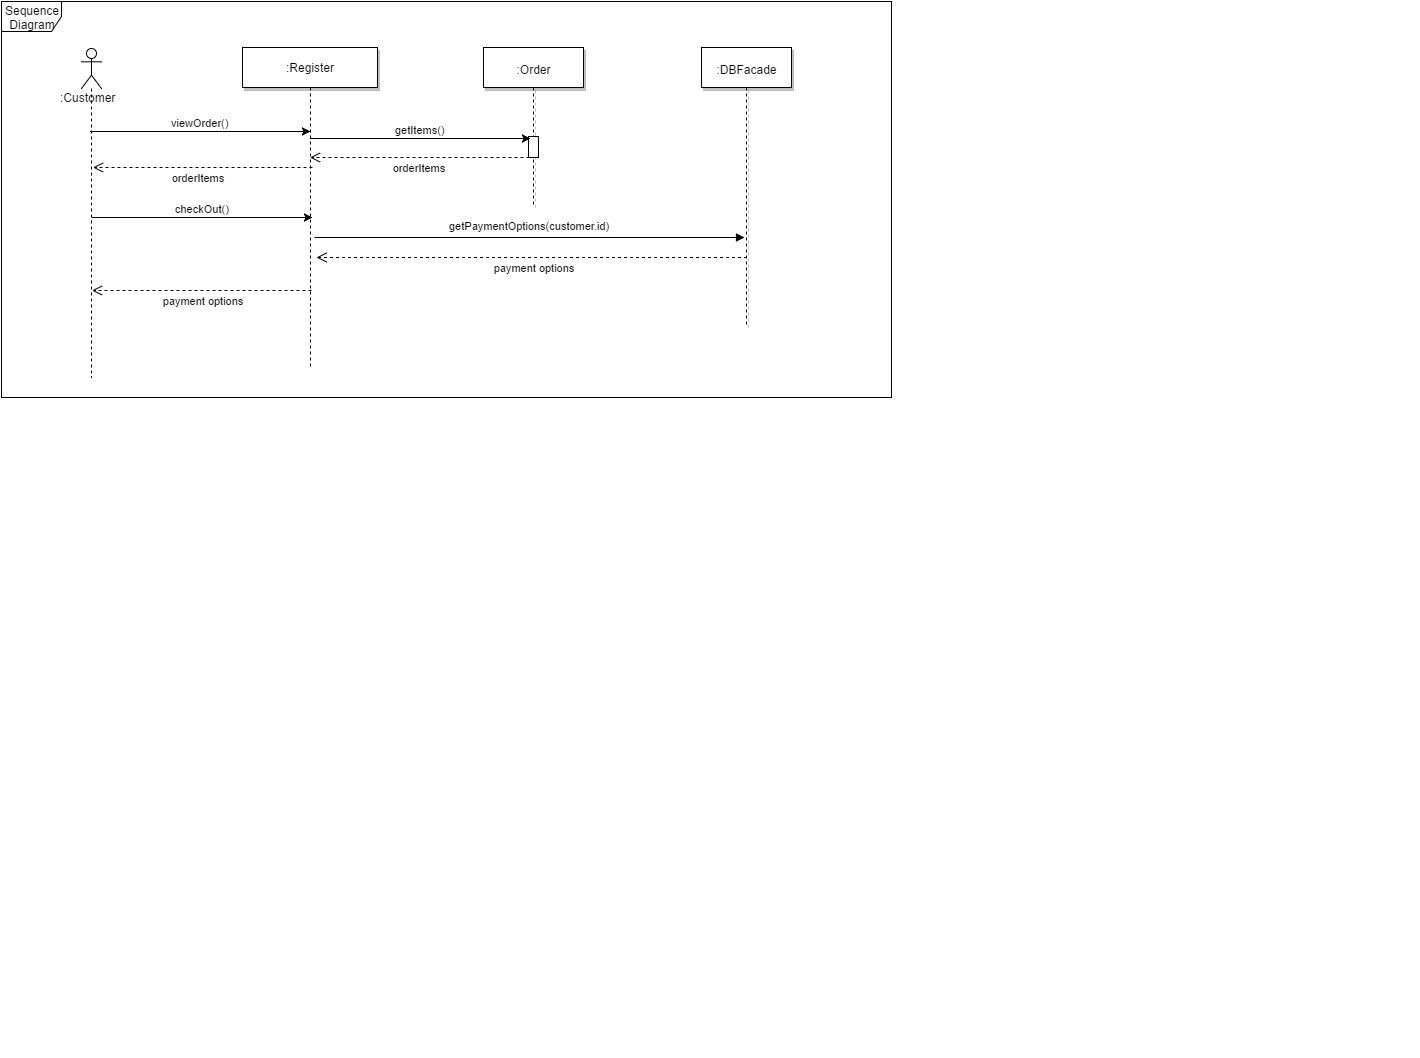 Sequence
Diagram
:Customer
:Register
:Order
:DBFacade
viewOrder()
getItems()
orderItems
orderItems
checkOut()
getPaymentOptions(customer.id)
payment options
payment options